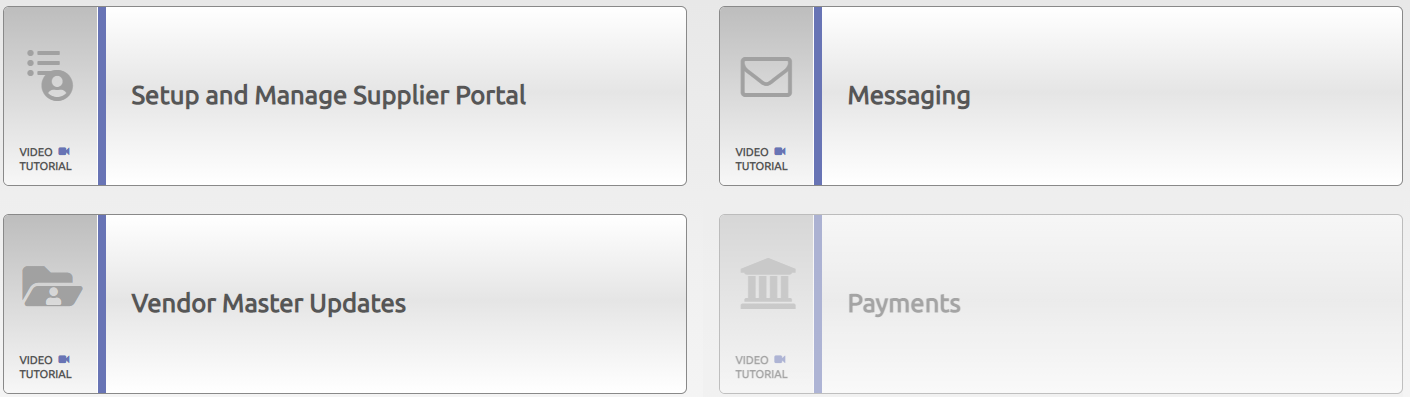 Setup and Manage Supplier Portal
VIDEO
TUTORIAL
Messaging
VIDEO
TUTORIAL
Vendor Master Updates
VIDEO
TUTORIAL
Payments
VIDEO
TUTORIAL